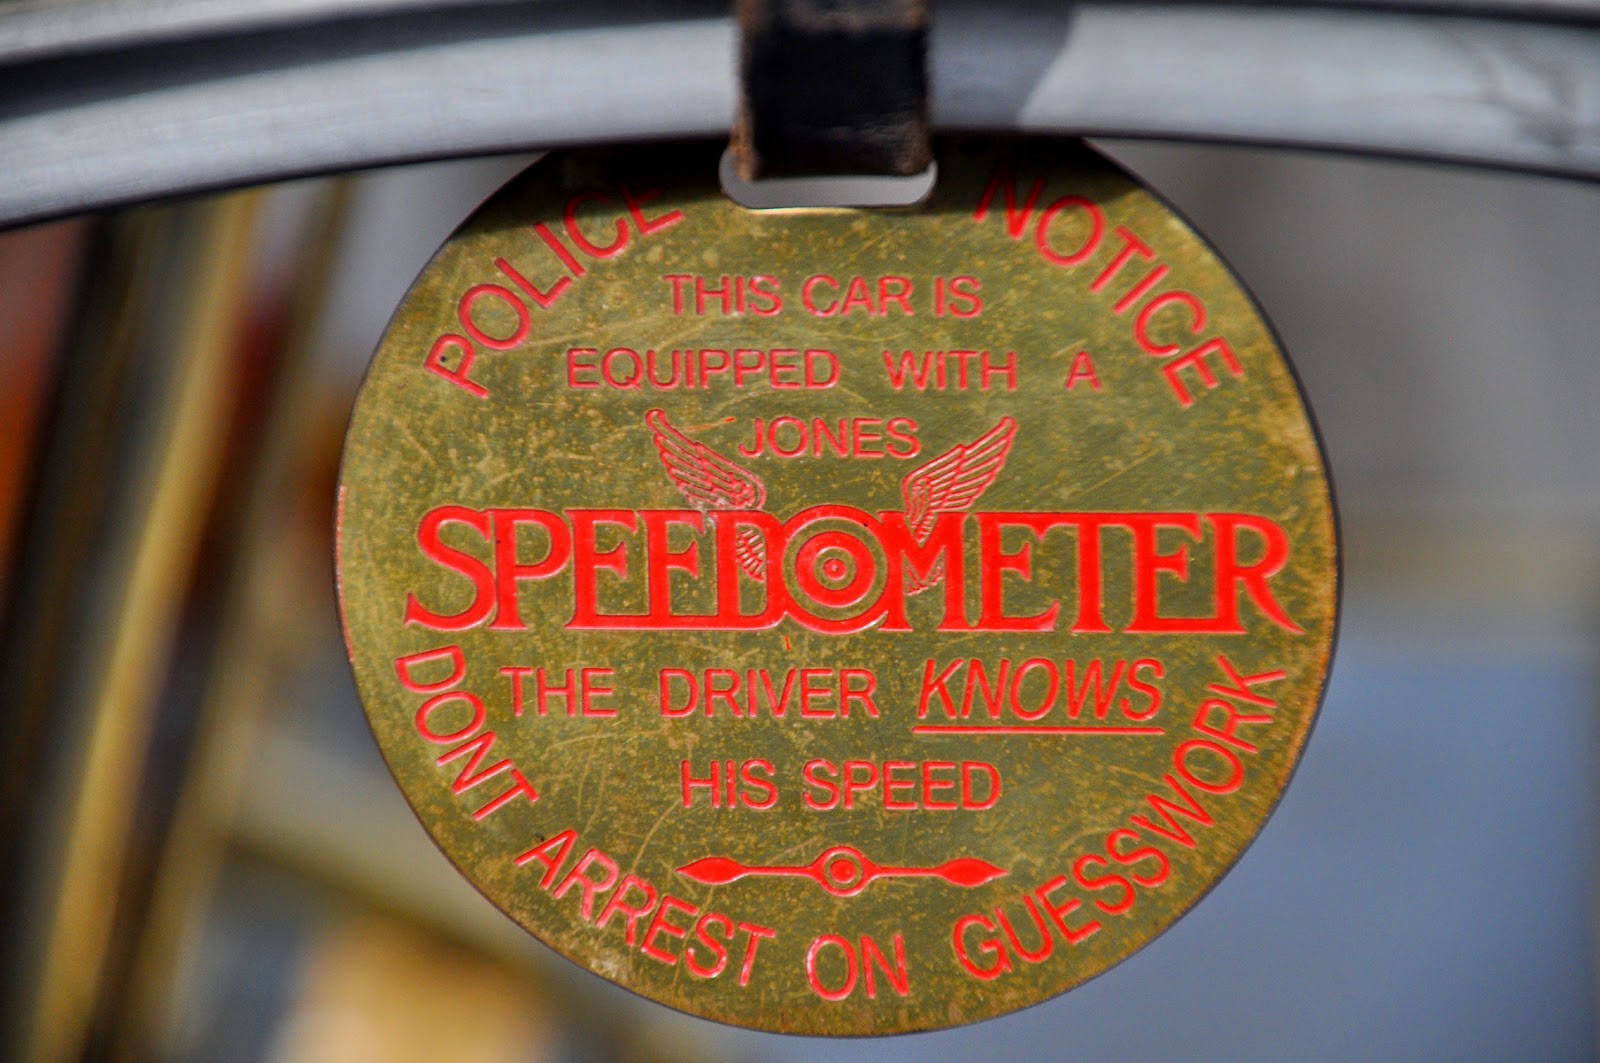 POLICE NOTICE
THIS CAR IS
EQUIPPED WITH A
JONES
SPEEDOMETER
THE DRIVER KNOWS
HIS SPEED
DONT ARREST ON GUESSWORK